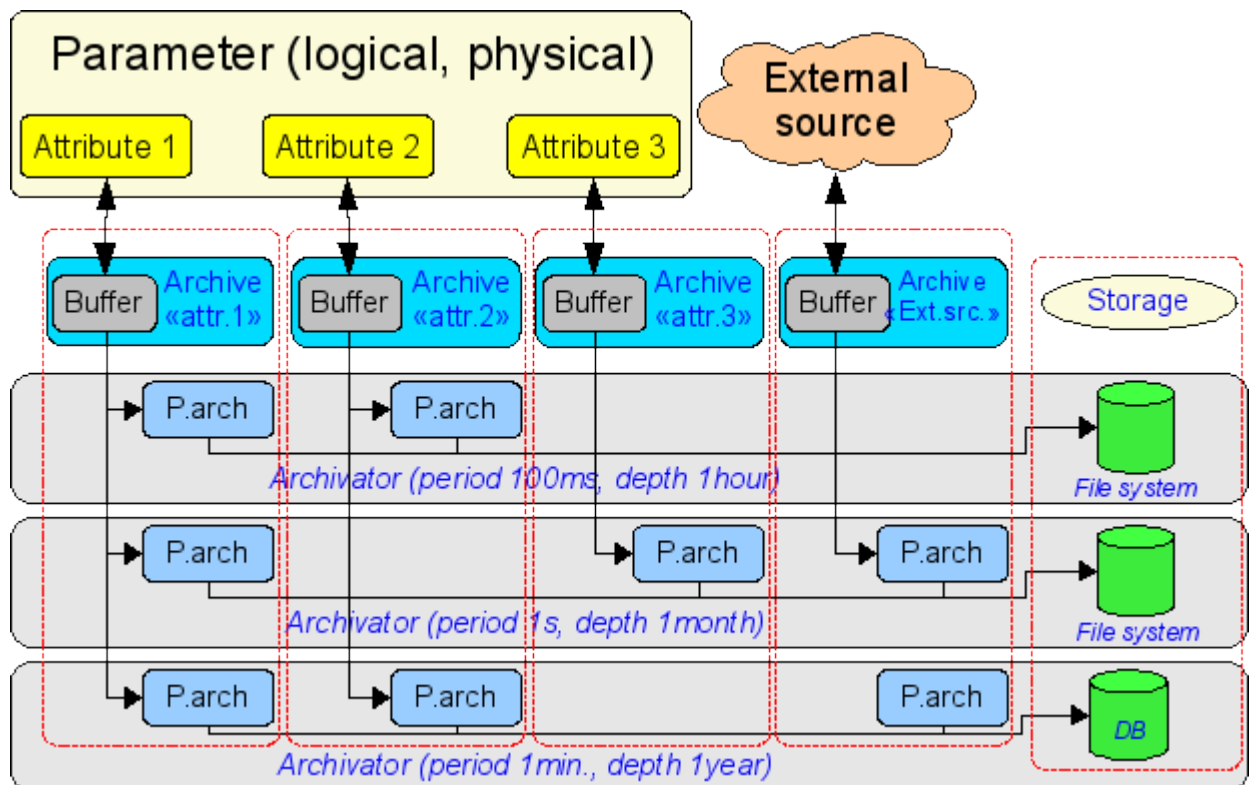 Parameter (logical, physical)
External
source
Attribute 1
Attribute 2
Attribute 3
Buffer
Archive
«attr.1»
Buffer
Archive
«attr.2»
Buffer
Archive
«attr.3»
Buffer
Archive
«Ext.src.»
Storage
P.arch
P.arch
Archivator (period 100ms, depth 1hour)
File system
P.arch
P.arch
P.arch
Archivator (period 1s, depth 1month)
File system
P.arch
P.arch
P.arch
DB
Archivator (period 1min., depth 1year)